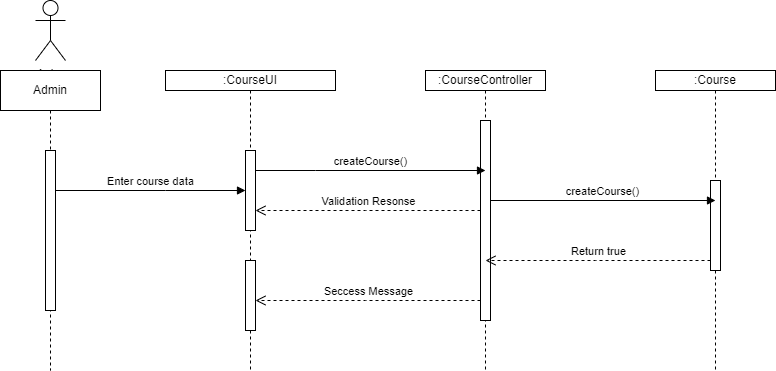 Admin
:CourseUI
:CourseController
:Course
createCourse()
Enter course data
createCourse()
Validation Resonse
Return true
Seccess Message